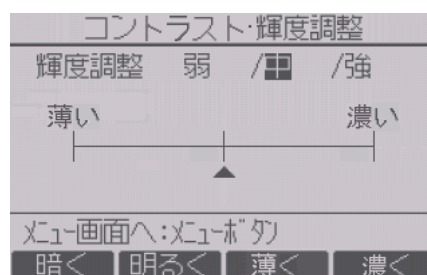 コントラスト･輝度調整
輝度調整 弱 /中 /強
薄い 濃い
ﾒﾆｭｰ画面へ:ﾒﾆｭｰﾎﾞﾀﾝ
暗く 明るく 薄く 濃く